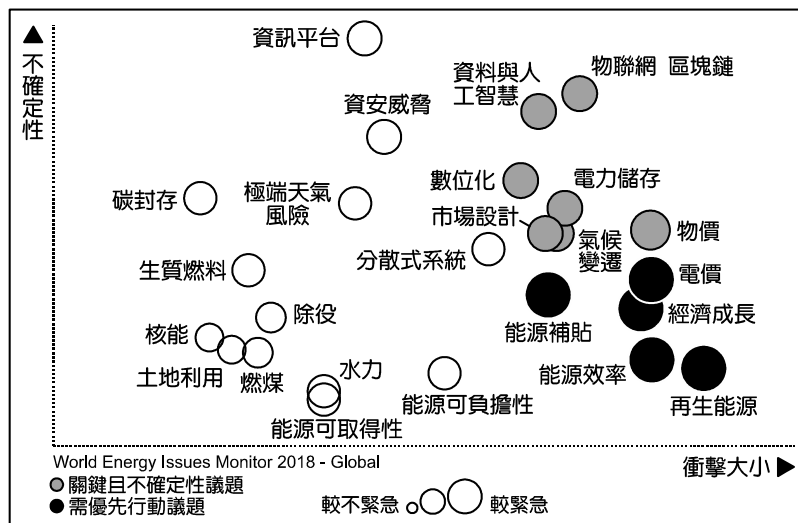 ▲
不確定性
資訊平台
資料與人
工智慧
物聯網 區塊鏈
資安威脅
數位化
電力儲存
碳封存
極端天氣
風險
市場設計
氣候
變遷
物價
分散式系統
生質燃料
電價
除役
能源補貼
經濟成長
核能
土地利用
燃煤
水力
能源可取得性
能源可負擔性
能源效率
再生能源
World Energy Issues Monitor 2018 - Global
衝擊大小▶
關鍵且不確定性議題
需優先行動議題
較不緊急
較緊急